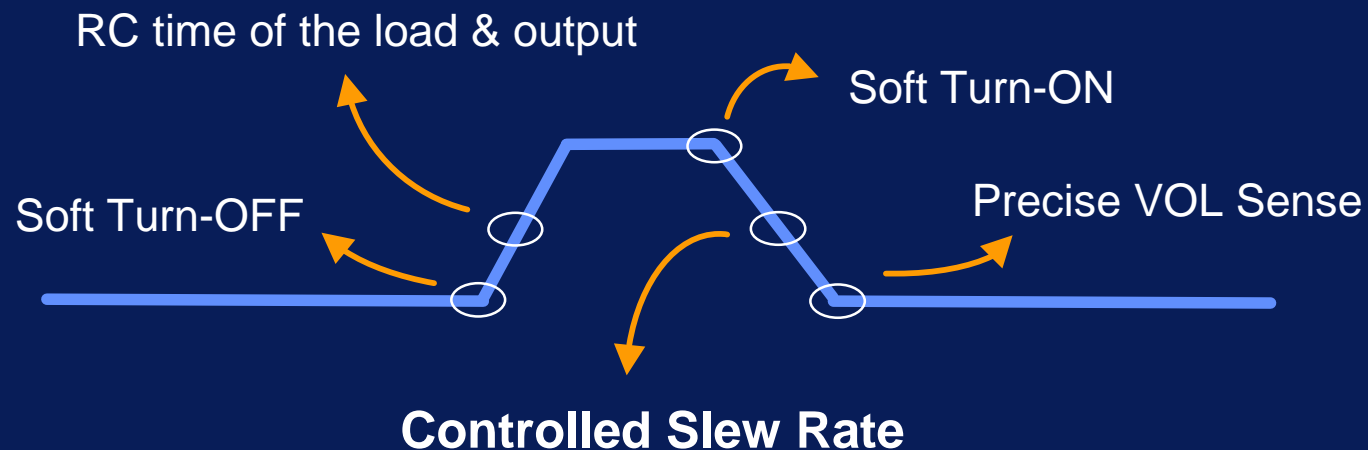 RC time of the load & output
Soft Turn-ON
Soft Turn-OFF
Precise VOL Sense
Controlled Slew Rate